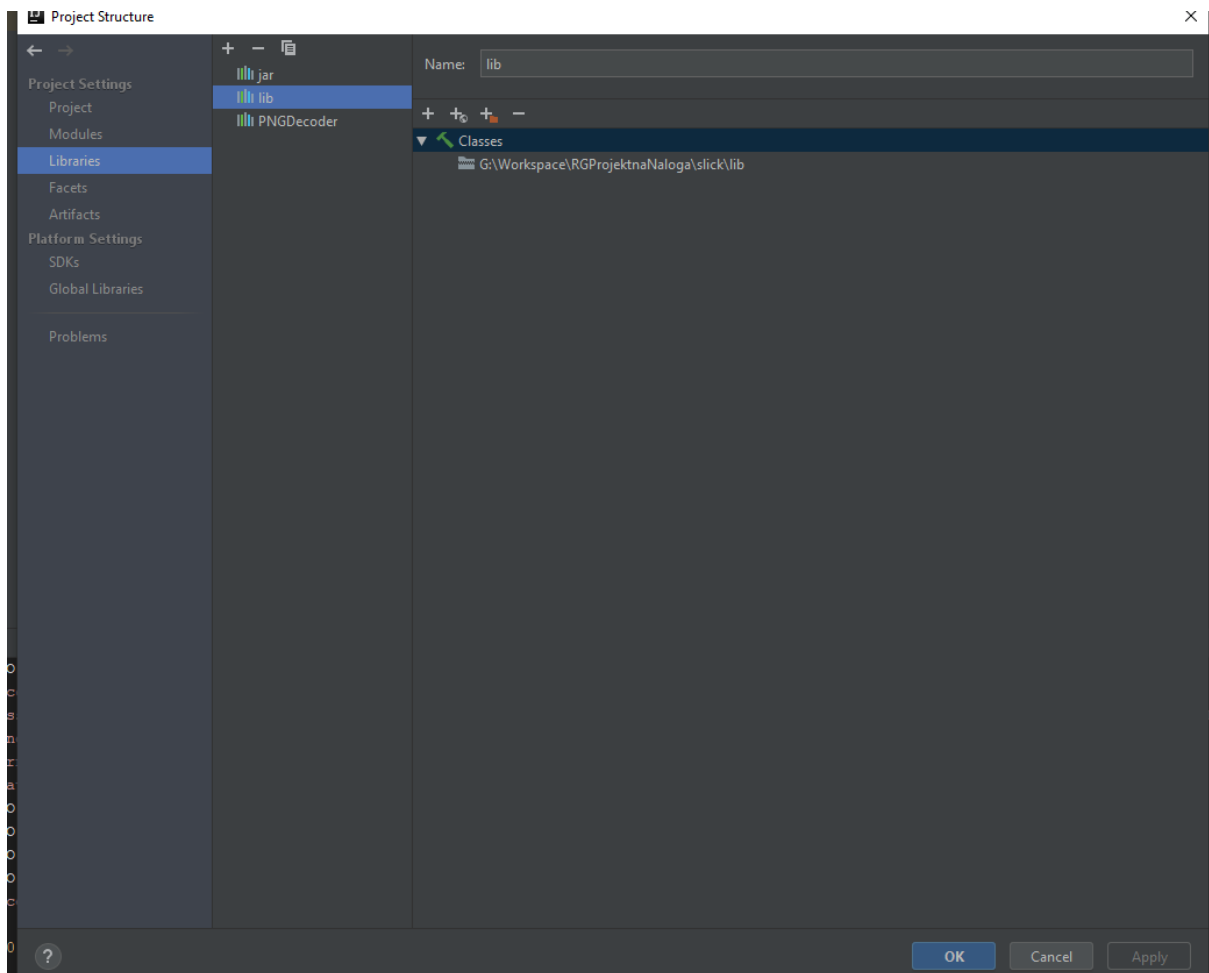 Project Structure
Project Settings
Project
Modules
Libraries
Facets
Artifacts
Platform Settings
SDKs
Global Libraries
Problems
jar
lib
PNGDecoder
Name: lib
Classes
G:\Workspace\RGProjektnaNaloga\slick\lib
?
OK Cancel Apply